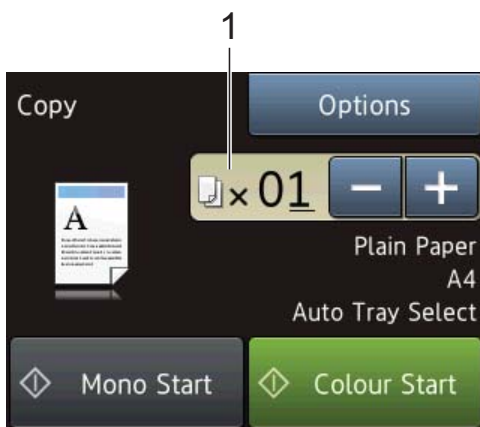 1
Copy
Options
×01
− +
A
Plain Paper
A4
Auto Tray Select
Mono Start
Colour Start